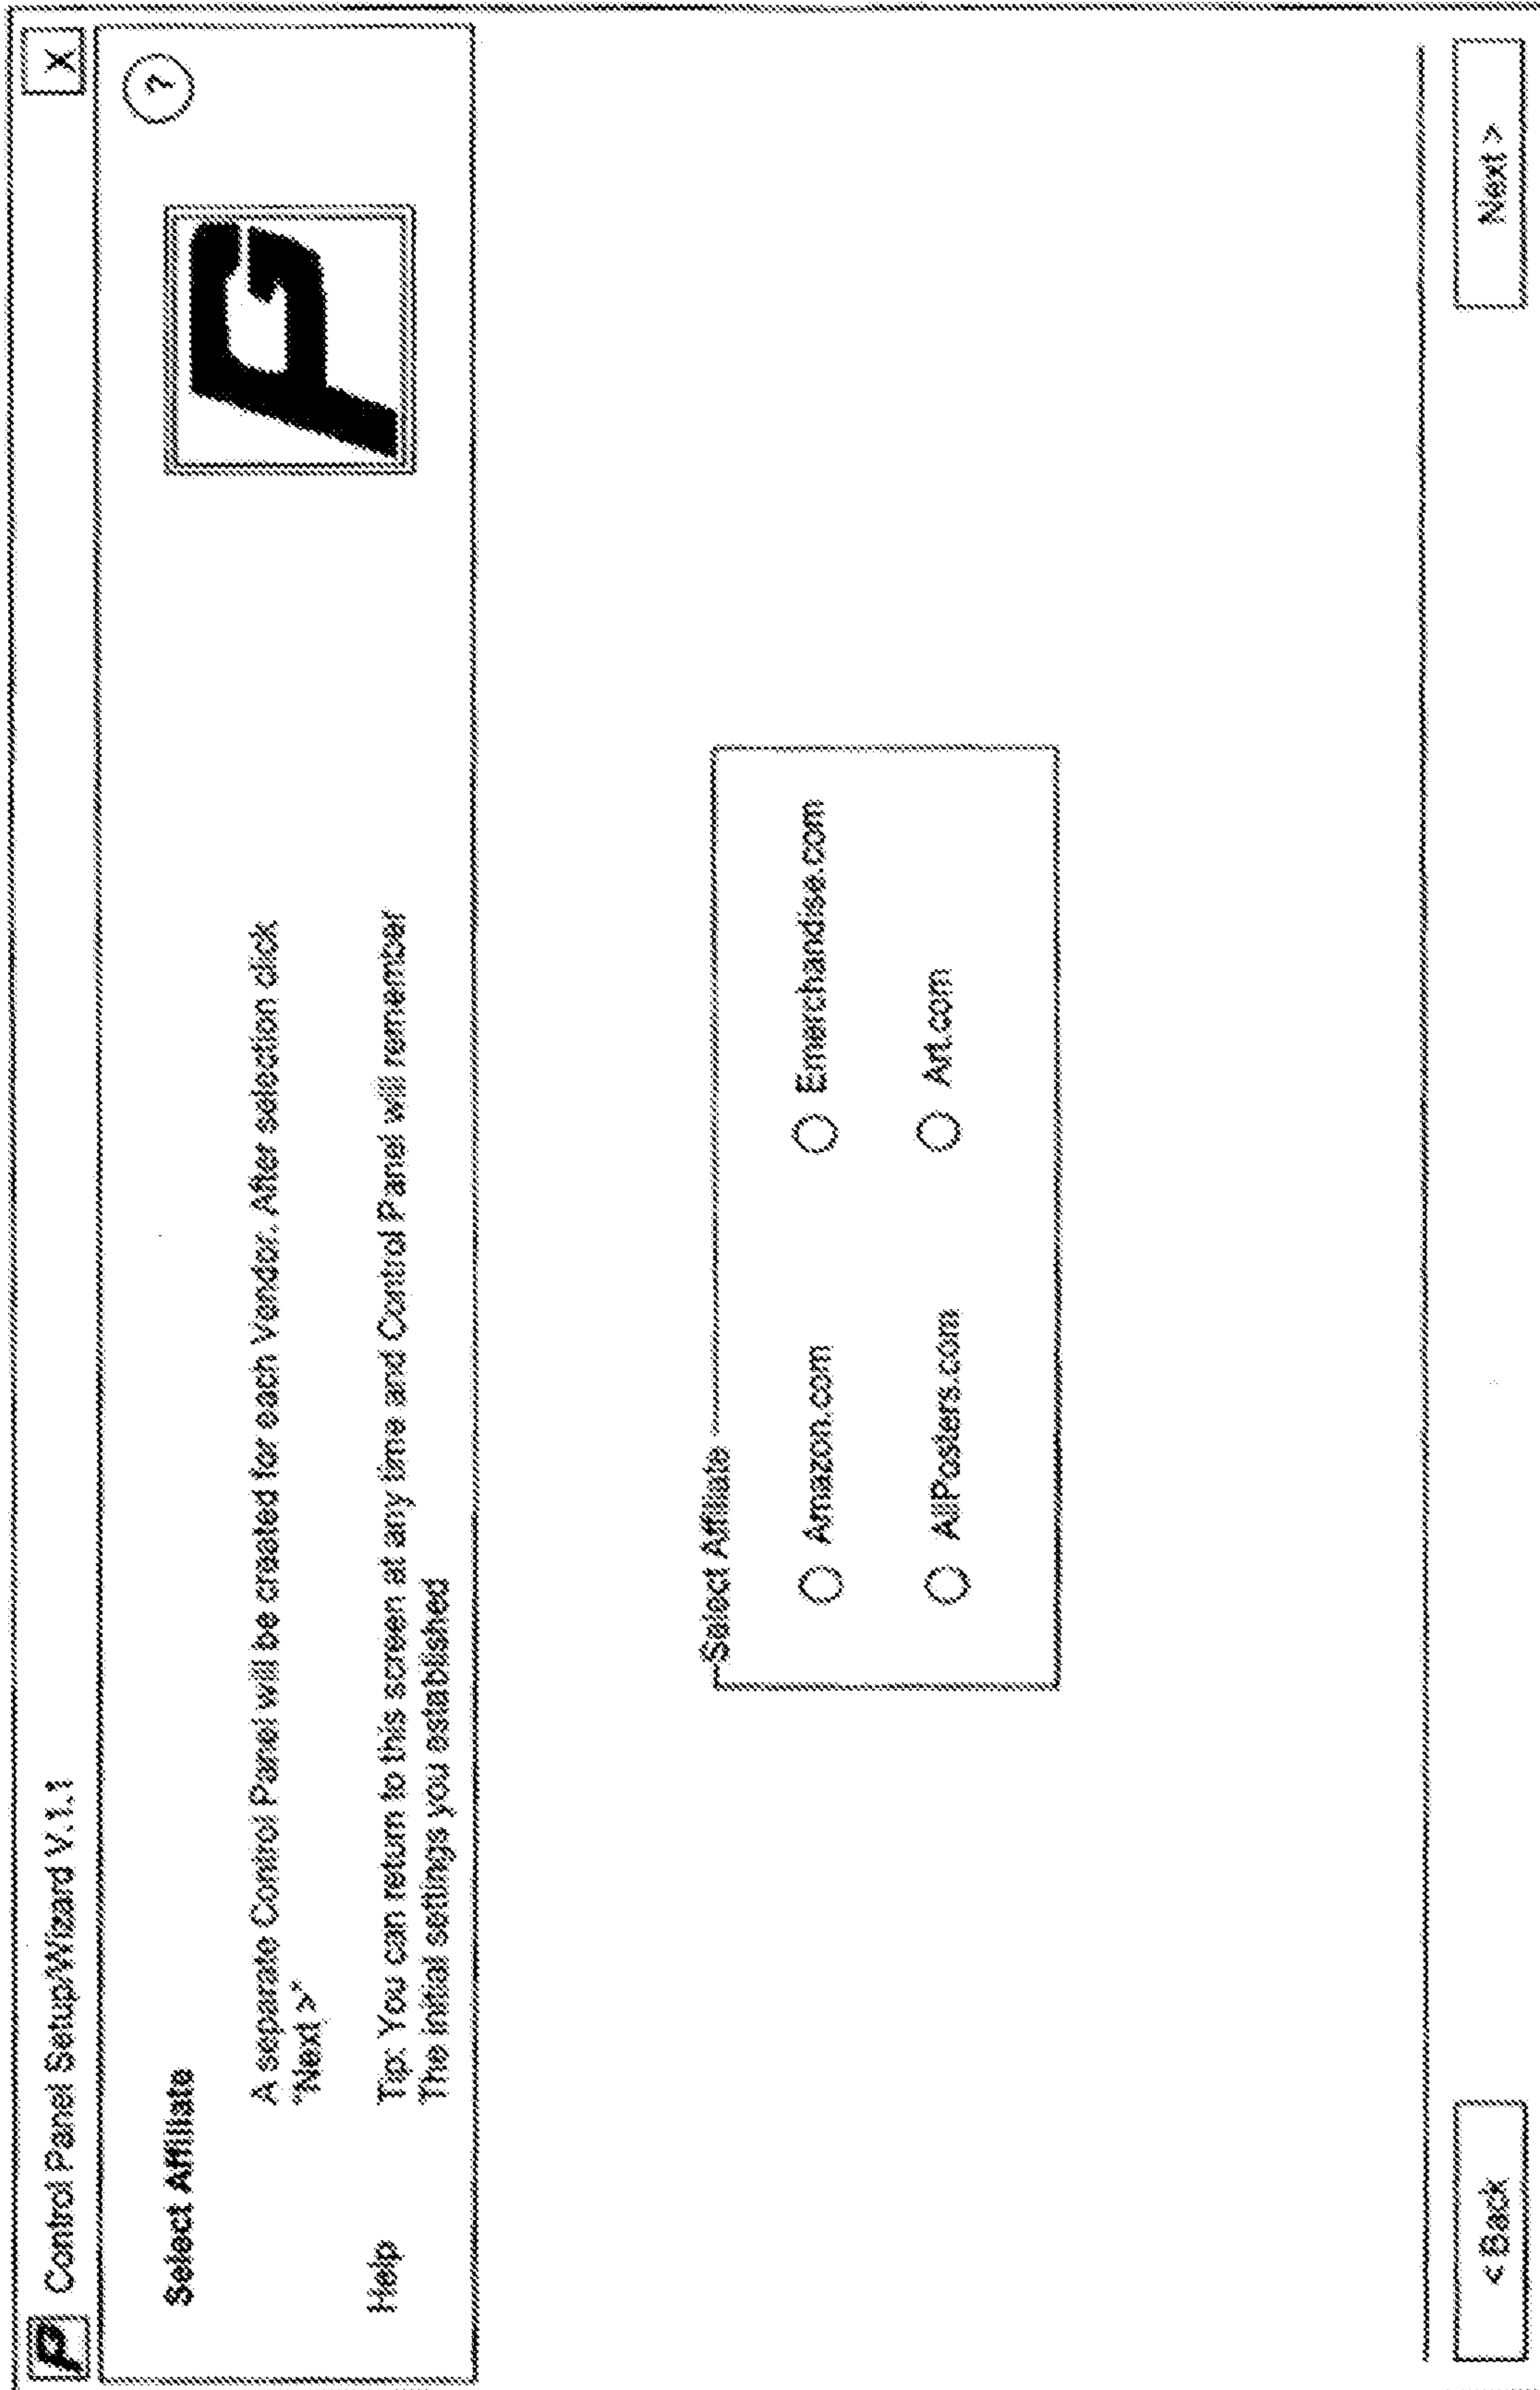 Control Panel Setup/Wizard V.1.1
X
Select Affiliate
?
A separate Control Panel will be created for each Vendor. After selection click
"Next >"
Help
Tip: You can return to this screen at any time and Control Panel will remember
The initial settings you established
Select Affiliate
Amazon.com
Emerchandise.com
AllPosters.com
Art.com
< Back
Next >